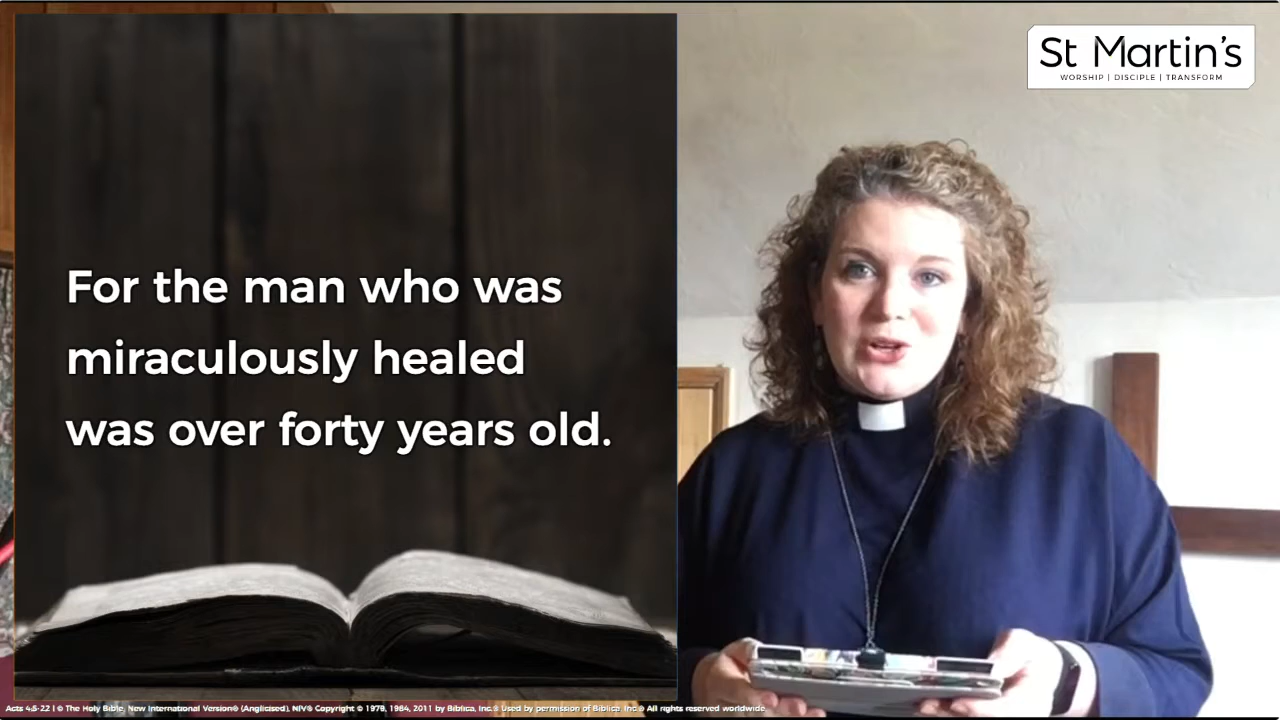 St Martin's
WORSHIP | DISCIPLE | TRANSFORM
For the man who was
miraculously healed
was over forty years old.
Acts 4:5-22 | © The Holy Bible, New International Version® (Anglicised), NIV® Copyright © 1978, 1984, 2011 by Biblica, Inc.® Used by permission of Biblica, Inc.® All rights reserved worldwide.